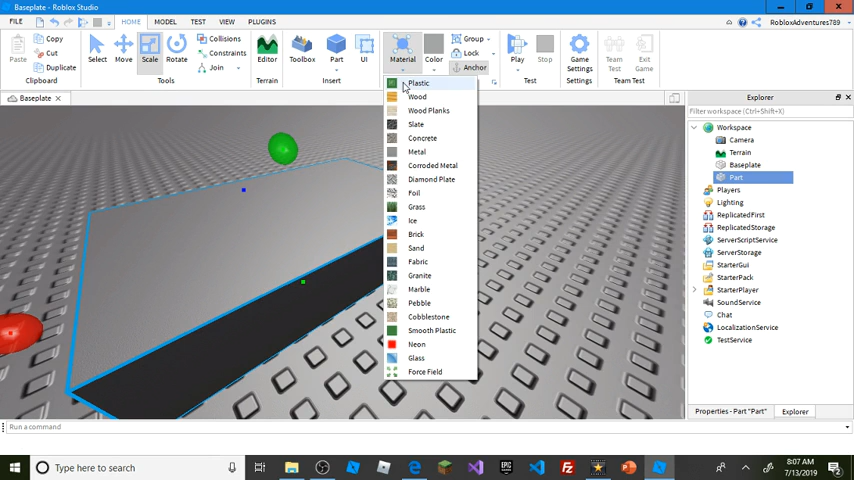 Baseplate - Roblox Studio
FILE HOME MODEL TEST VIEW PLUGINS RobloxAdventures789
Copy
Cut
Duplicate
Clipboard
Select Move Scale Rotate
Collisions
Constraints
Join
Tools
Editor
Terrain
Toolbox Part UI
Insert
Material Color
Group
Lock
Anchor
Play Stop
Test
Game Settings
Settings
Team Test
Exit Game
Team Test
Baseplate
Plastic
Wood
Wood Planks
Slate
Concrete
Metal
Corroded Metal
Diamond Plate
Foil
Grass
Ice
Brick
Sand
Fabric
Granite
Marble
Pebble
Cobblestone
Smooth Plastic
Neon
Glass
Force Field
Explorer
Filter workspace (Ctrl+Shift+X)
Workspace
Camera
Terrain
Baseplate
Part
Players
Lighting
ReplicatedFirst
ReplicatedStorage
ServerScriptService
ServerStorage
StarterGui
StarterPack
StarterPlayer
SoundService
Chat
LocalizationService
TestService
Properties - Part "Part" Explorer
Run a command
Type here to search
EPIC
GAMES
8:07 AM
7/13/2019
2